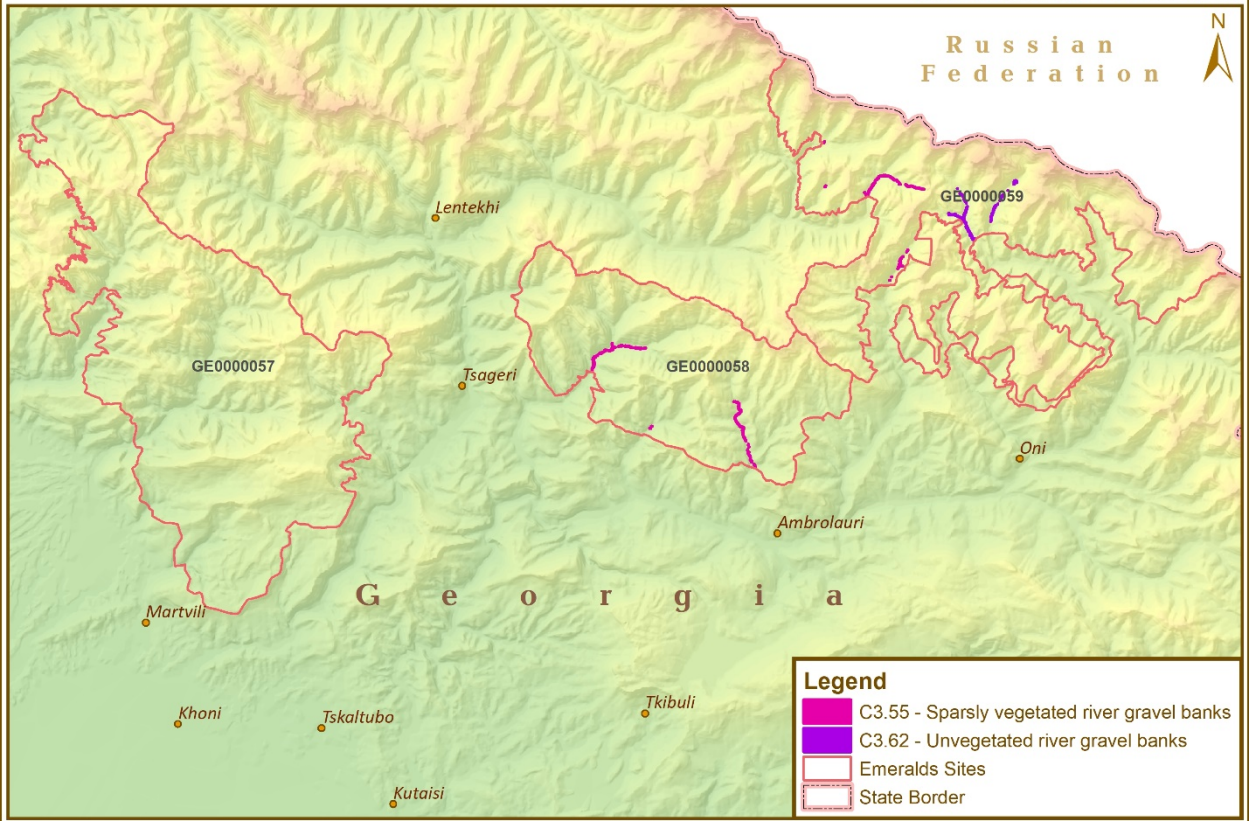 N
Russian
Federation
GE0000059
Lentekhi
GE0000057
GE0000058
Tsageri
Oni
Ambrolauri
Georgia
Martvili
Khoni
Tskaltubo
Tkibuli
Kutaisi
Legend
C3.55 - Sparsly vegetated river gravel banks
C3.62 - Unvegetated river gravel banks
Emeralds Sites
State Border